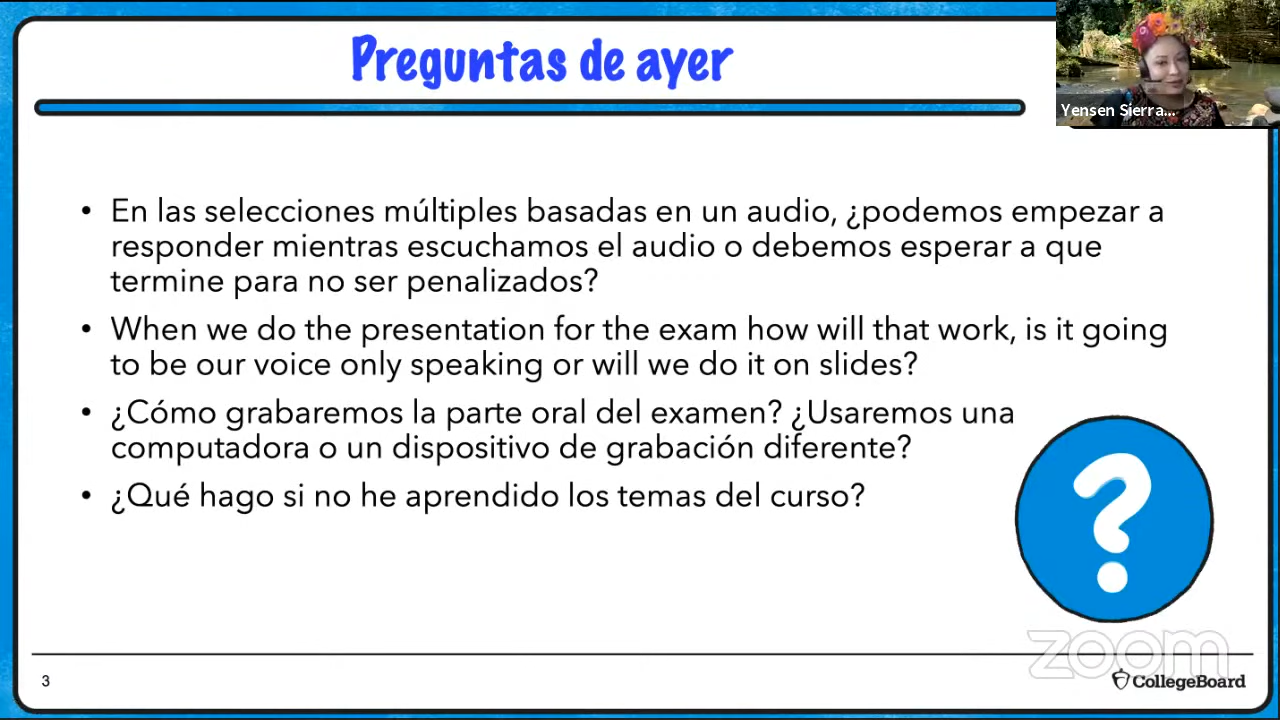 Preguntas de ayer
Yensen Sierra...
• En las selecciones múltiples basadas en un audio, ¿podemos empezar a
responder mientras escuchamos el audio o debemos esperar a que
termine para no ser penalizados?
• When we do the presentation for the exam how will that work, is it going
to be our voice only speaking or will we do it on slides?
• ¿Cómo grabaremos la parte oral del examen? ¿Usaremos una
computadora o un dispositivo de grabación diferente?
• ¿Qué hago si no he aprendido los temas del curso?
?
zoom
3
CollegeBoard